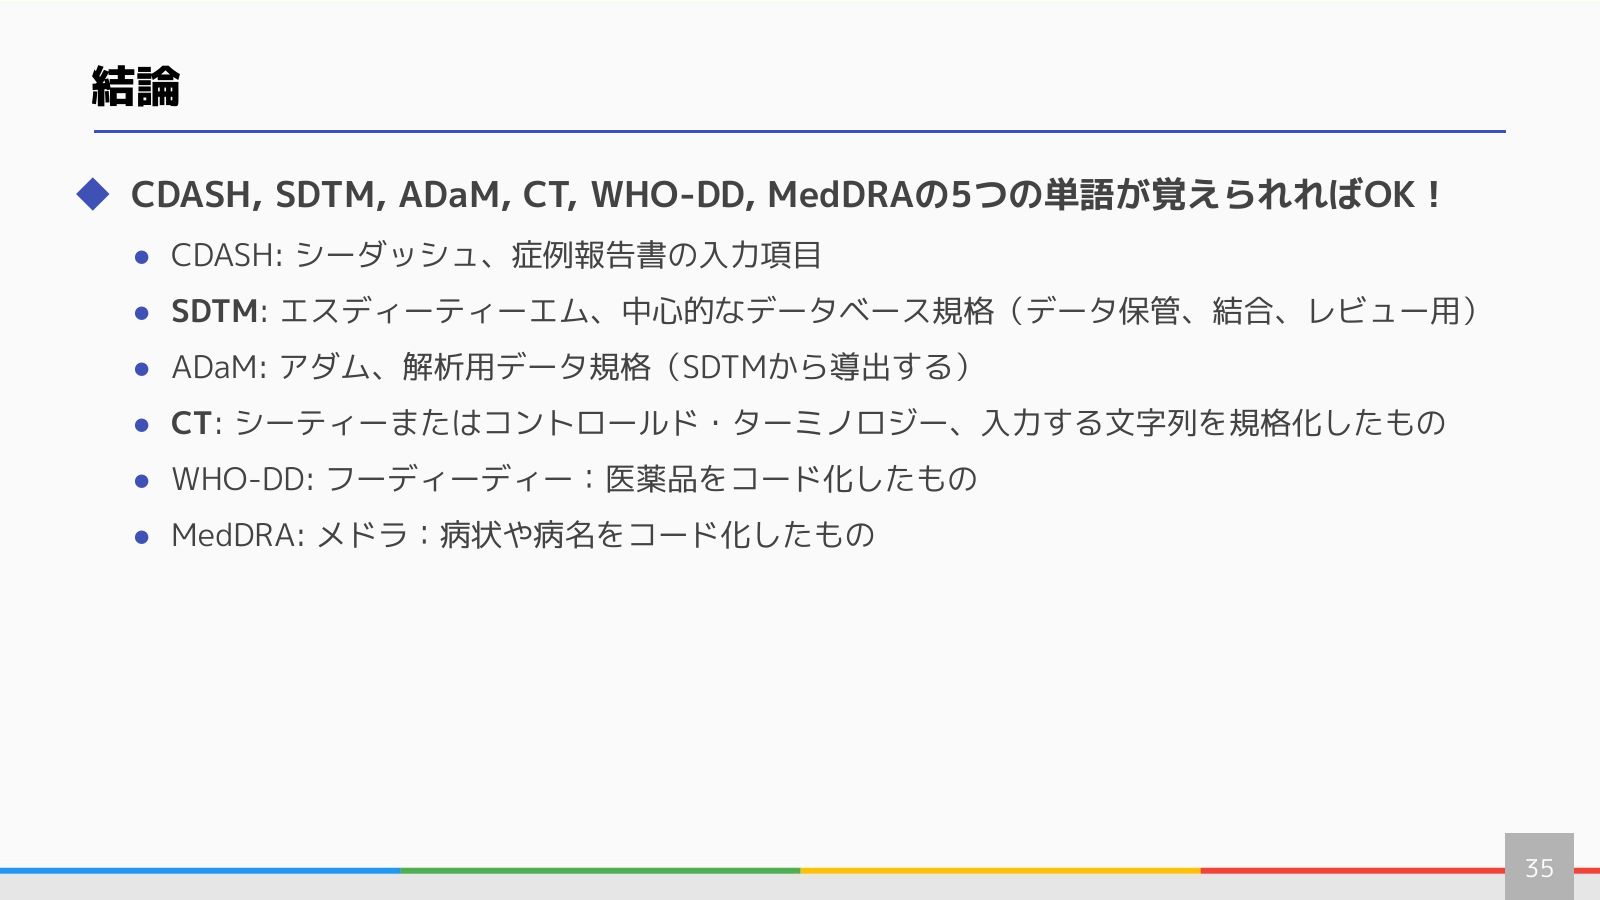 結論
CDASH, SDTM, ADaM, CT, WHO-DD, MedDRAの5つの単語が覚えられればOK！
CDASH: シーダッシュ、症例報告書の入力項目
SDTM: エスディーティーエム、中心的なデータベース規格（データ保管、結合、レビュー用）
ADaM: アダム、解析用データ規格（SDTMから導出する）
CT: シーティーまたはコントロールド・ターミノロジー、入力する文字列を規格化したもの
WHO-DD: フーディーディー：医薬品をコード化したもの
MedDRA: メドラ：病状や病名をコード化したもの
35